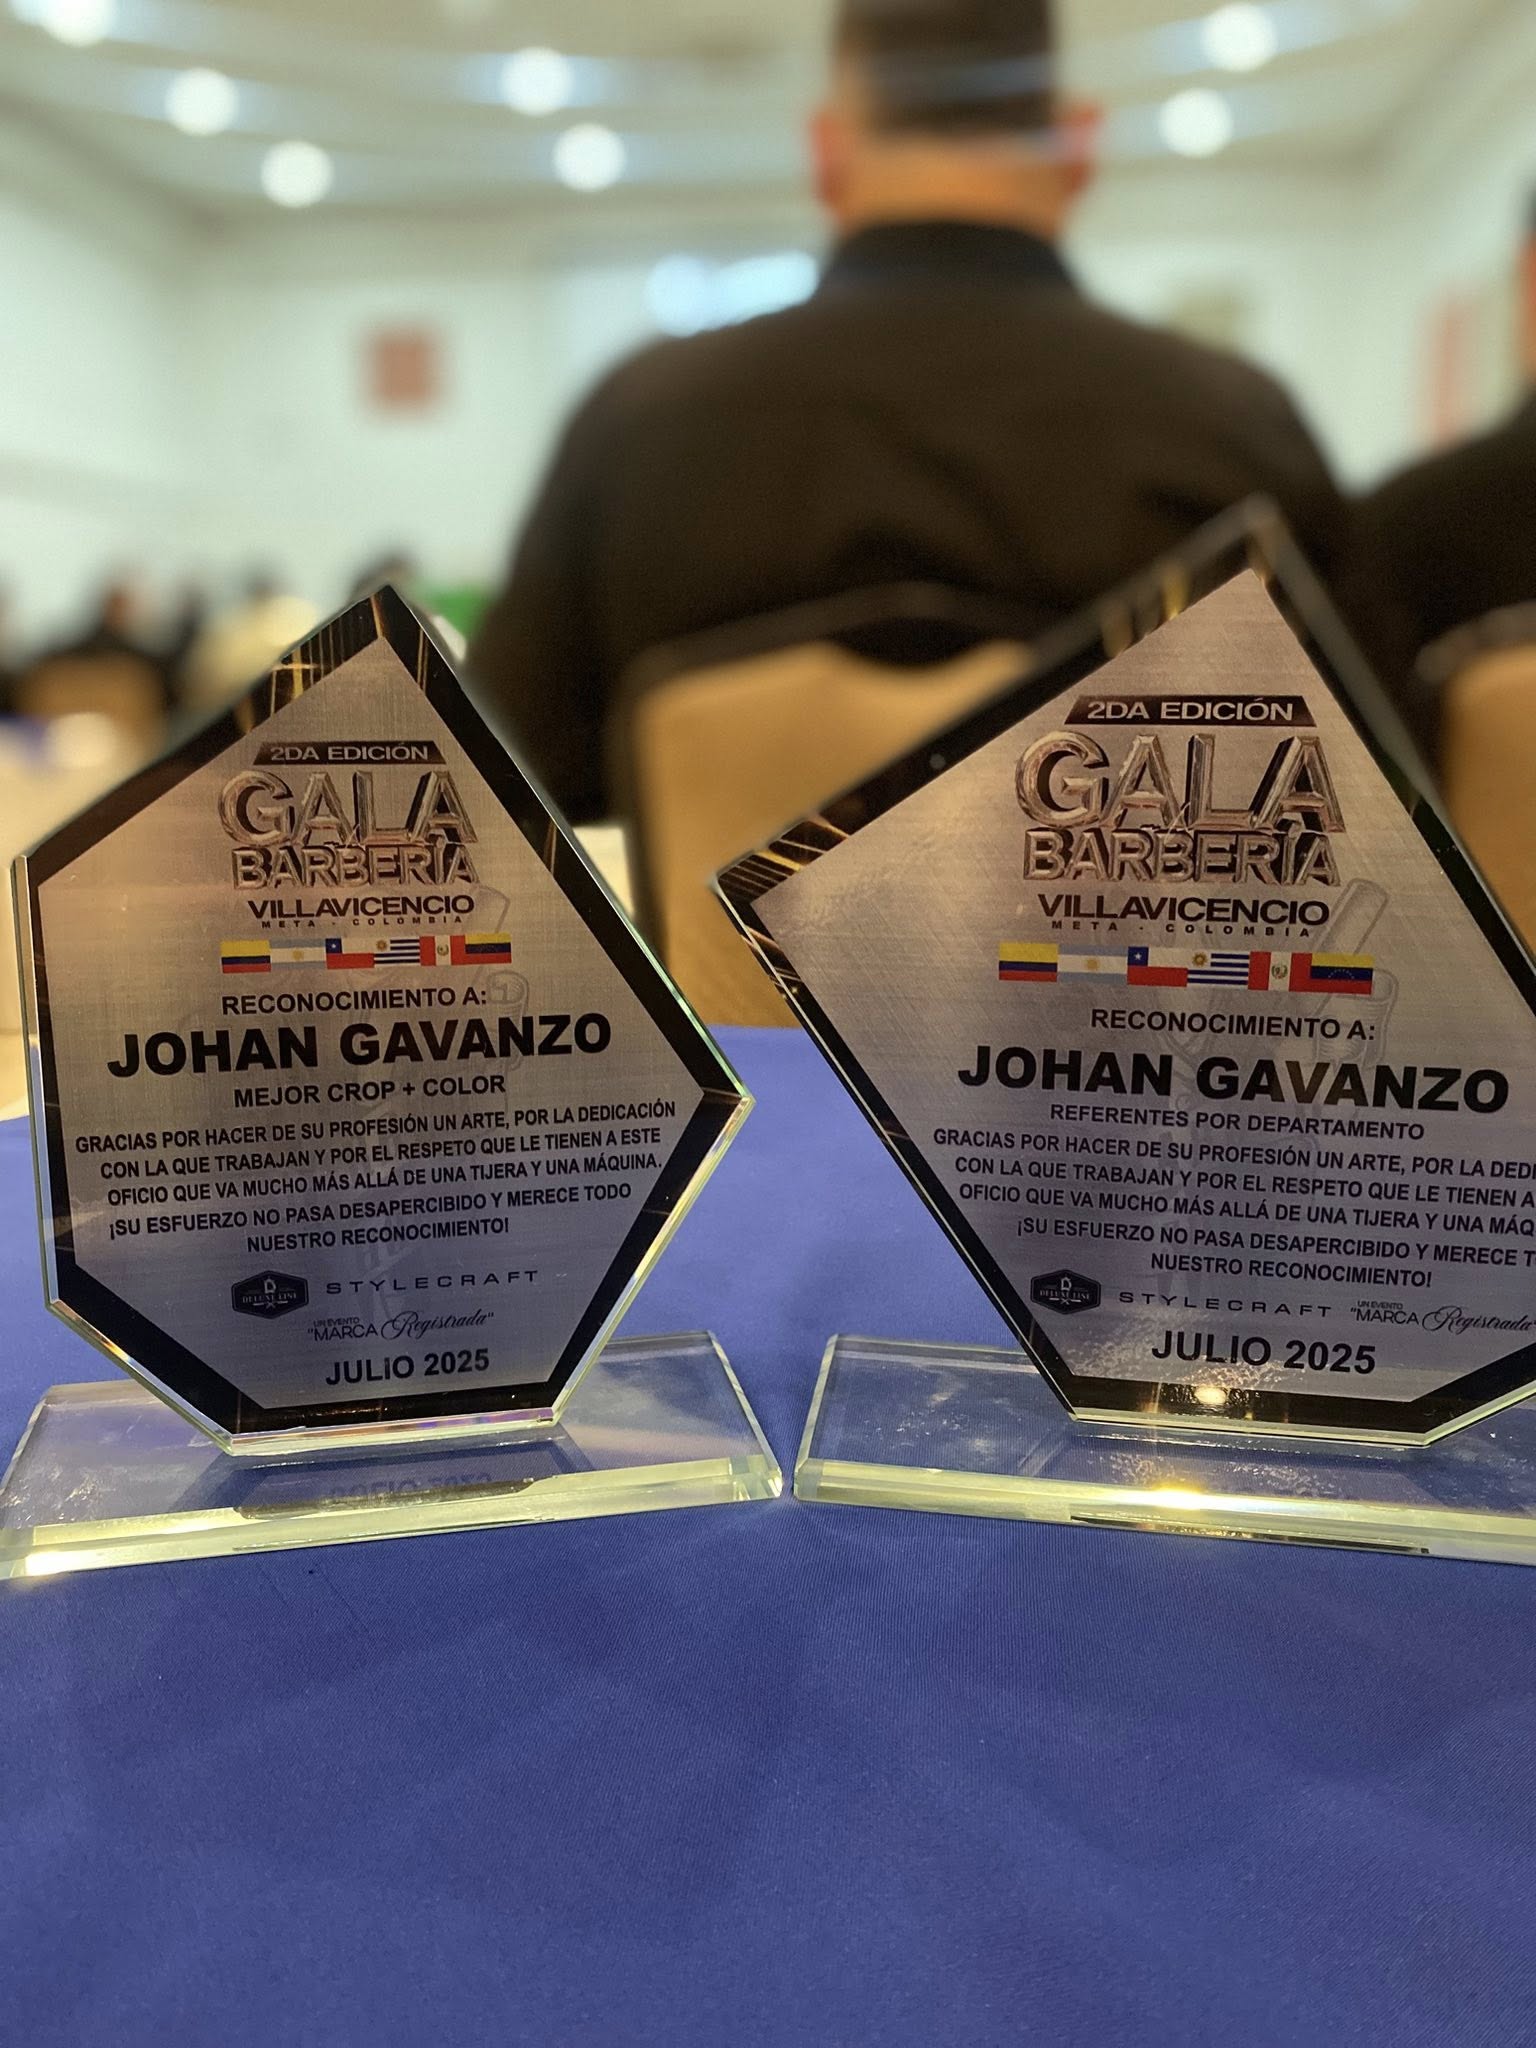 2DA EDICIÓN
GALA
BARBERÍA
VILLAVICENCIO
META - COLOMBIA
RECONOCIMIENTO A:
JOHAN GAVANZO
MEJOR CROP + COLOR
GRACIAS POR HACER DE SU PROFESIÓN UN ARTE, POR LA DEDICACIÓN
CON LA QUE TRABAJAN Y POR EL RESPETO QUE LE TIENEN A ESTE
OFICIO QUE VA MUCHO MÁS ALLÁ DE UNA TIJERA Y UNA MÁQUINA.
¡SU ESFUERZO NO PASA DESAPERCIBIDO Y MERECE TODO
NUESTRO RECONOCIMIENTO!
DELUXE LINE STYLECRAFT
UN EVENTO
"MARCA Registrada"
JULIO 2025
2DA EDICIÓN
GALA
BARBERÍA
VILLAVICENCIO
META - COLOMBIA
RECONOCIMIENTO A:
JOHAN GAVANZO
REFERENTES POR DEPARTAMENTO
GRACIAS POR HACER DE SU PROFESIÓN UN ARTE, POR LA DEDI
CON LA QUE TRABAJAN Y POR EL RESPETO QUE LE TIENEN A
OFICIO QUE VA MUCHO MÁS ALLÁ DE UNA TIJERA Y UNA MÁQ
¡SU ESFUERZO NO PASA DESAPERCIBIDO Y MERECE T
NUESTRO RECONOCIMIENTO!
DELUXE LINE STYLECRAFT UN EVENTO "MARCA Registrada"
JULIO 2025